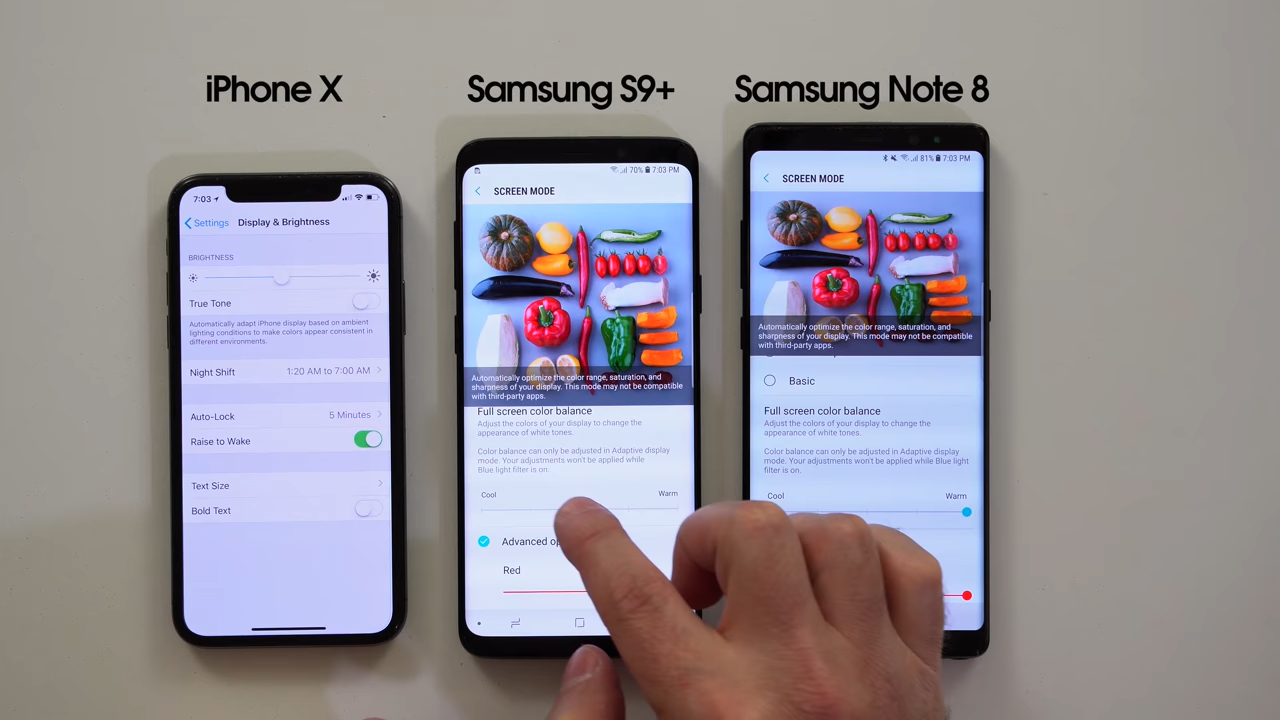 iPhone X
Samsung S9+
Samsung Note 8
7:03
Settings
Display & Brightness
BRIGHTNESS
True Tone
Automatically adapt iPhone display based on ambient
lighting conditions to make colors appear consistent in
different environments.
Night Shift
1:20 AM to 7:00 AM
Auto-Lock
5 Minutes
Raise to Wake
Text Size
Bold Text
70% 7:03 PM
SCREEN MODE
Automatically optimize the color range, saturation, and
sharpness of your display. This mode may not be compatible
with third-party apps.
Full screen color balance
Adjust the colors of your display to change the
appearance of white tones.
Color balance can only be adjusted in Adaptive display
mode. Your adjustments won't be applied while
Blue light filter is on.
Cool
Warm
Advanced
Red
81% 7:03 PM
SCREEN MODE
Automatically optimize the color range, saturation, and
sharpness of your display. This mode may not be compatible
with third-party apps.
Basic
Full screen color balance
Adjust the colors of your display to change the
appearance of white tones.
Color balance can only be adjusted in Adaptive display
mode. Your adjustments won't be applied while Blue light
filter is on.
Cool
Warm